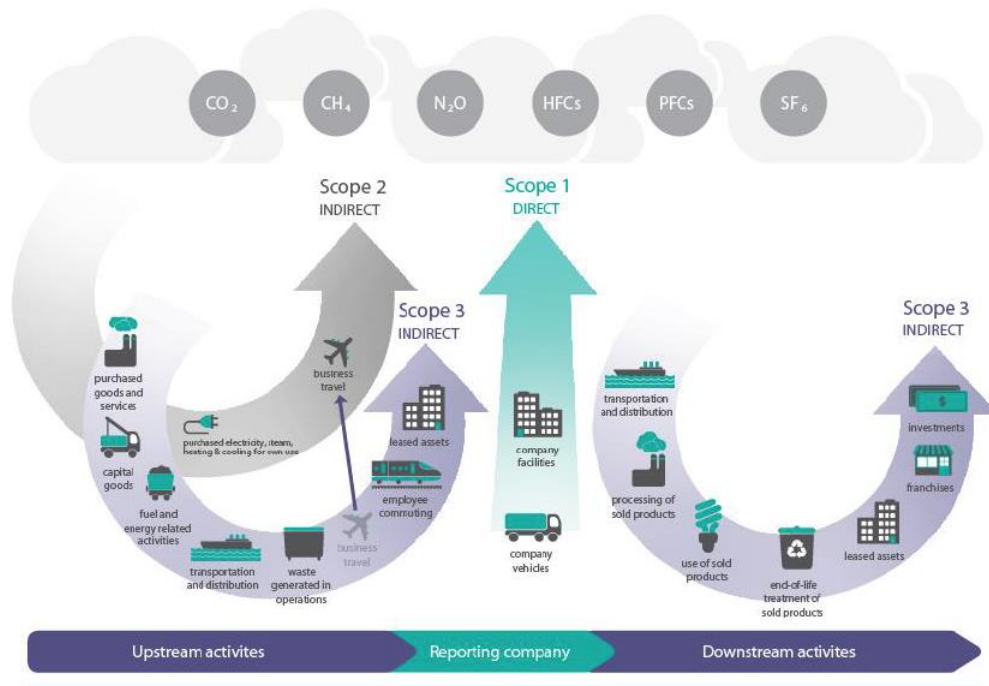 CO₂
CH₄
N₂O
HFCs
PFCs
SF₆
Scope 2
INDIRECT
Scope 1
DIRECT
Scope 3
INDIRECT
Scope 3
INDIRECT
purchased
goods and
services
capital
goods
fuel and
energy related
activities
transportation
and distribution
waste
generated in
operations
business
travel
employee
commuting
leased assets
business
travel
purchased electricity, steam,
heating & cooling for own use
company
facilities
company
vehicles
transportation
and distribution
processing of
sold products
use of sold
products
end-of-life
treatment of
sold products
leased assets
franchises
investments
$
Upstream activites
Reporting company
Downstream activites